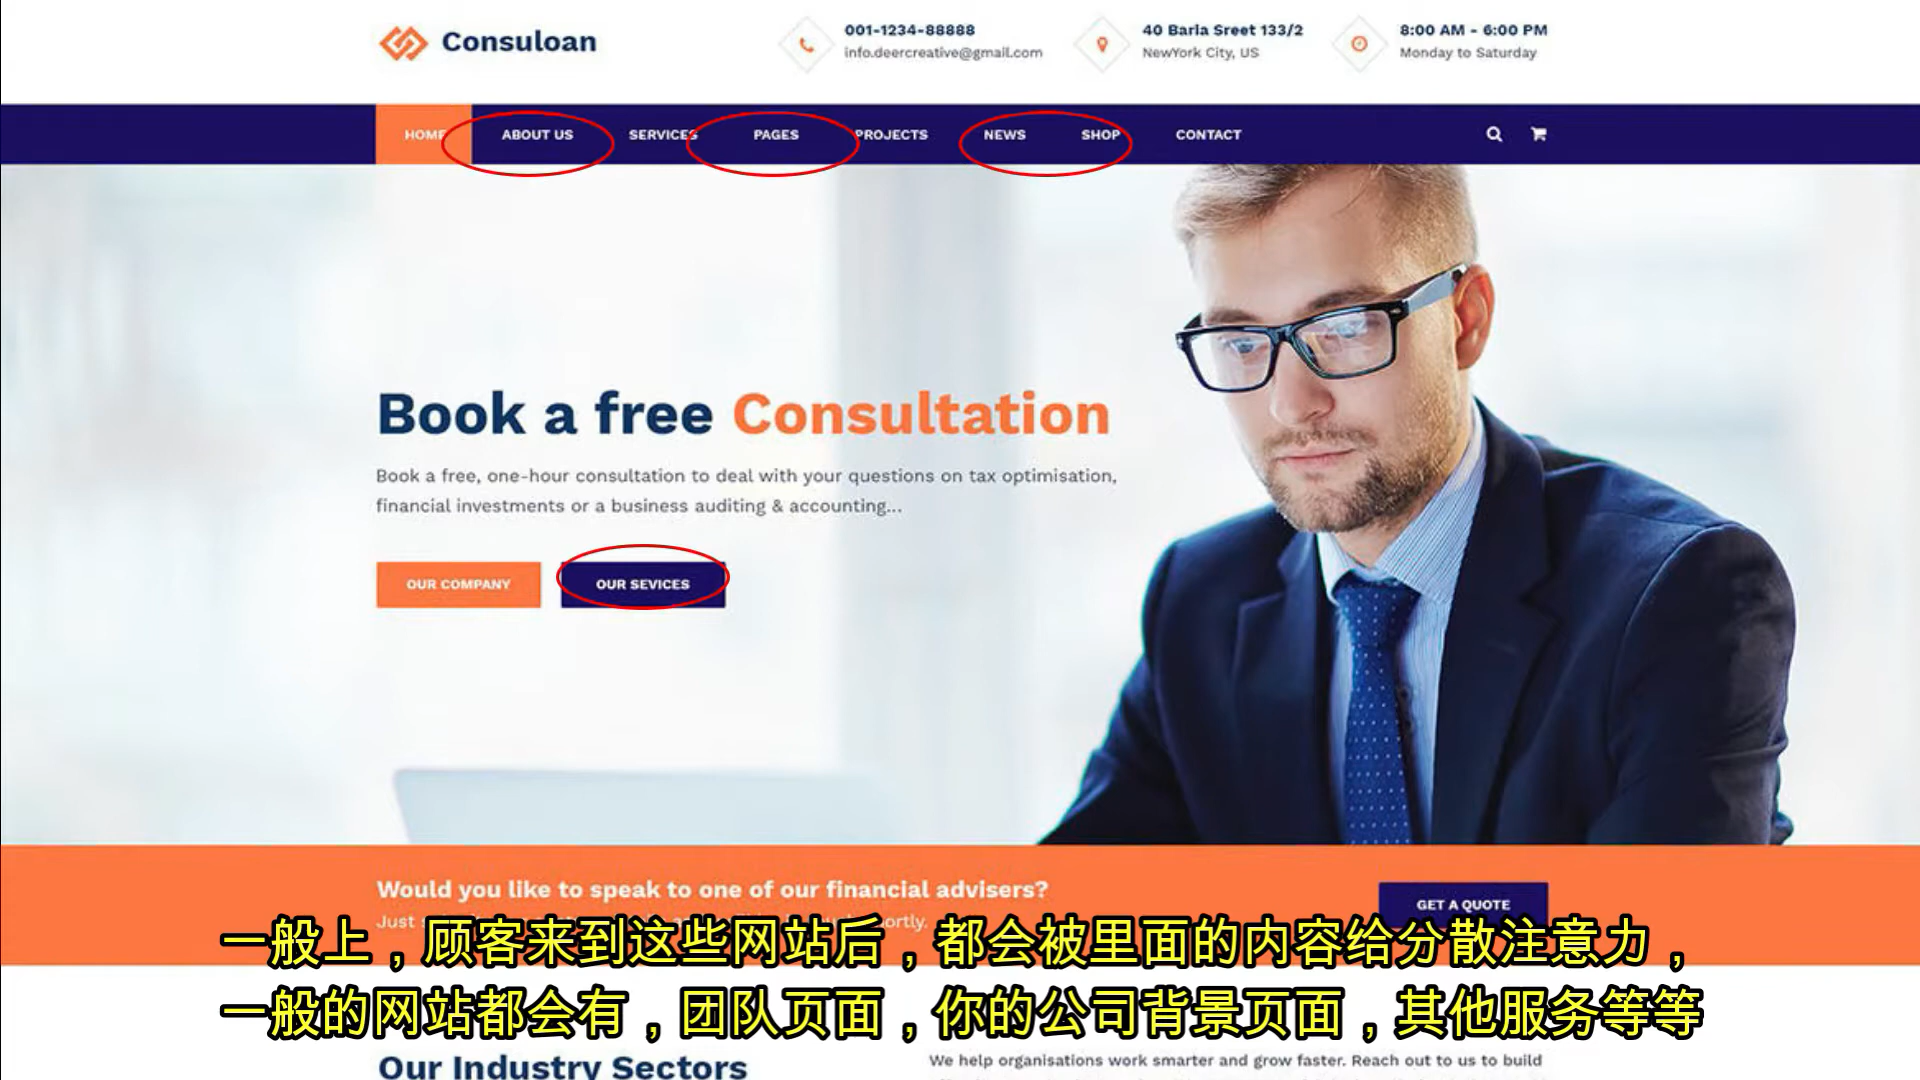 Consuloan
001-1234-88888
info.deercreative@gmail.com
40 Baria Sreet 133/2
NewYork City, US
8:00 AM - 6:00 PM
Monday to Saturday
HOME ABOUT US SERVICES PAGES PROJECTS NEWS SHOP CONTACT
Book a free Consultation
Book a free, one-hour consultation to deal with your questions on tax optimisation,
financial investments or a business auditing & accounting...
OUR COMPANY OUR SEVICES
Would you like to speak to one of our financial advisers?
GET A QUOTE
Just
一般上，顾客来到这些网站后，都会被里面的内容给分散注意力，
一般的网站都会有，团队页面，你的公司背景页面，其他服务等等
Our Industry Sectors
We help organisations work smarter and grow faster. Reach out to us to build